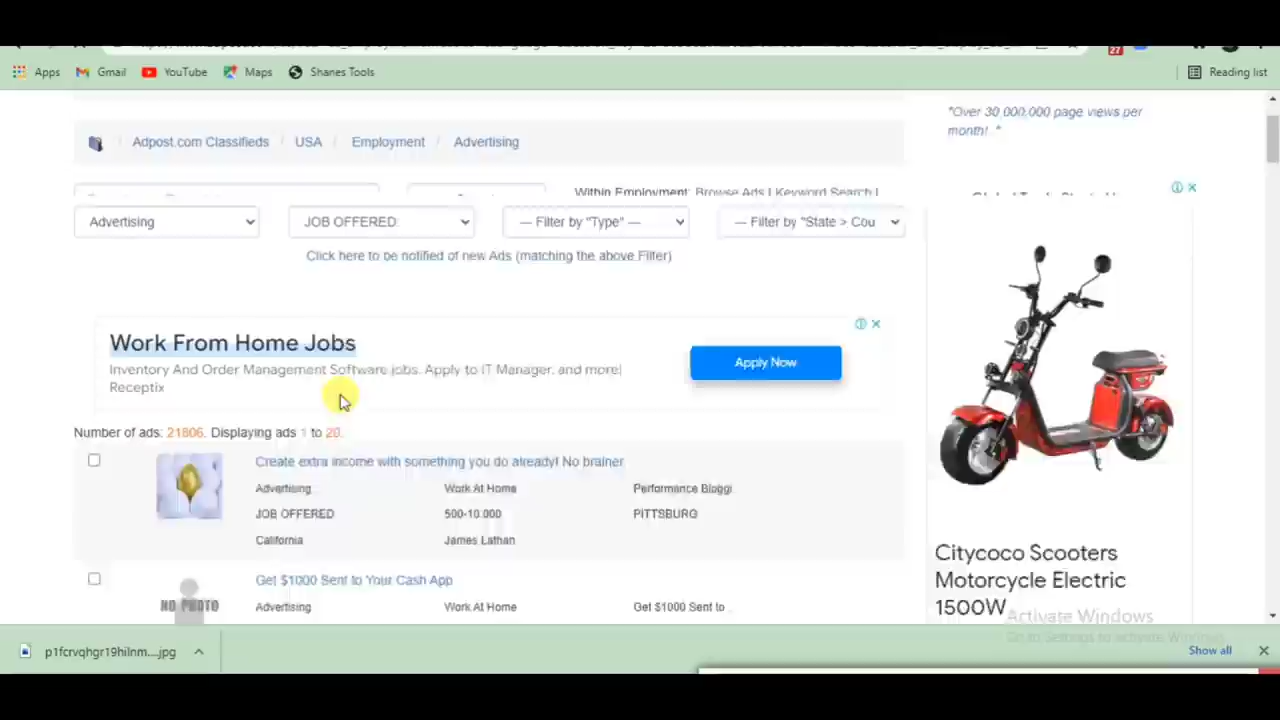 27
Apps Gmail YouTube Maps Shanes Tools Reading list
"Over 30,000,000 page views per
month! "
Adpost.com Classifieds / USA / Employment / Advertising
Within Employment: Browse Ads | Keyword Search |
Advertising JOB OFFERED --- Filter by "Type" --- --- Filter by "State > Cou
Click here to be notified of new Ads (matching the above Filter)
Work From Home Jobs
Inventory And Order Management Software jobs. Apply to IT Manager, and more!
Receptix
Apply Now
Number of ads: 21806. Displaying ads 1 to 20.
Create extra income with something you do already! No brainer
Advertising Work At Home Performance Bloggi
JOB OFFERED 500-10.000 PITTSBURG
California James Lathan
Get $1000 Sent to Your Cash App
NO PHOTO
Advertising Work At Home Get $1000 Sent to
Citycoco Scooters
Motorcycle Electric
1500W
Activate Windows
Go to Settings to activate Windows.
p1fcrvqhgr19hilnm....jpg
Show all